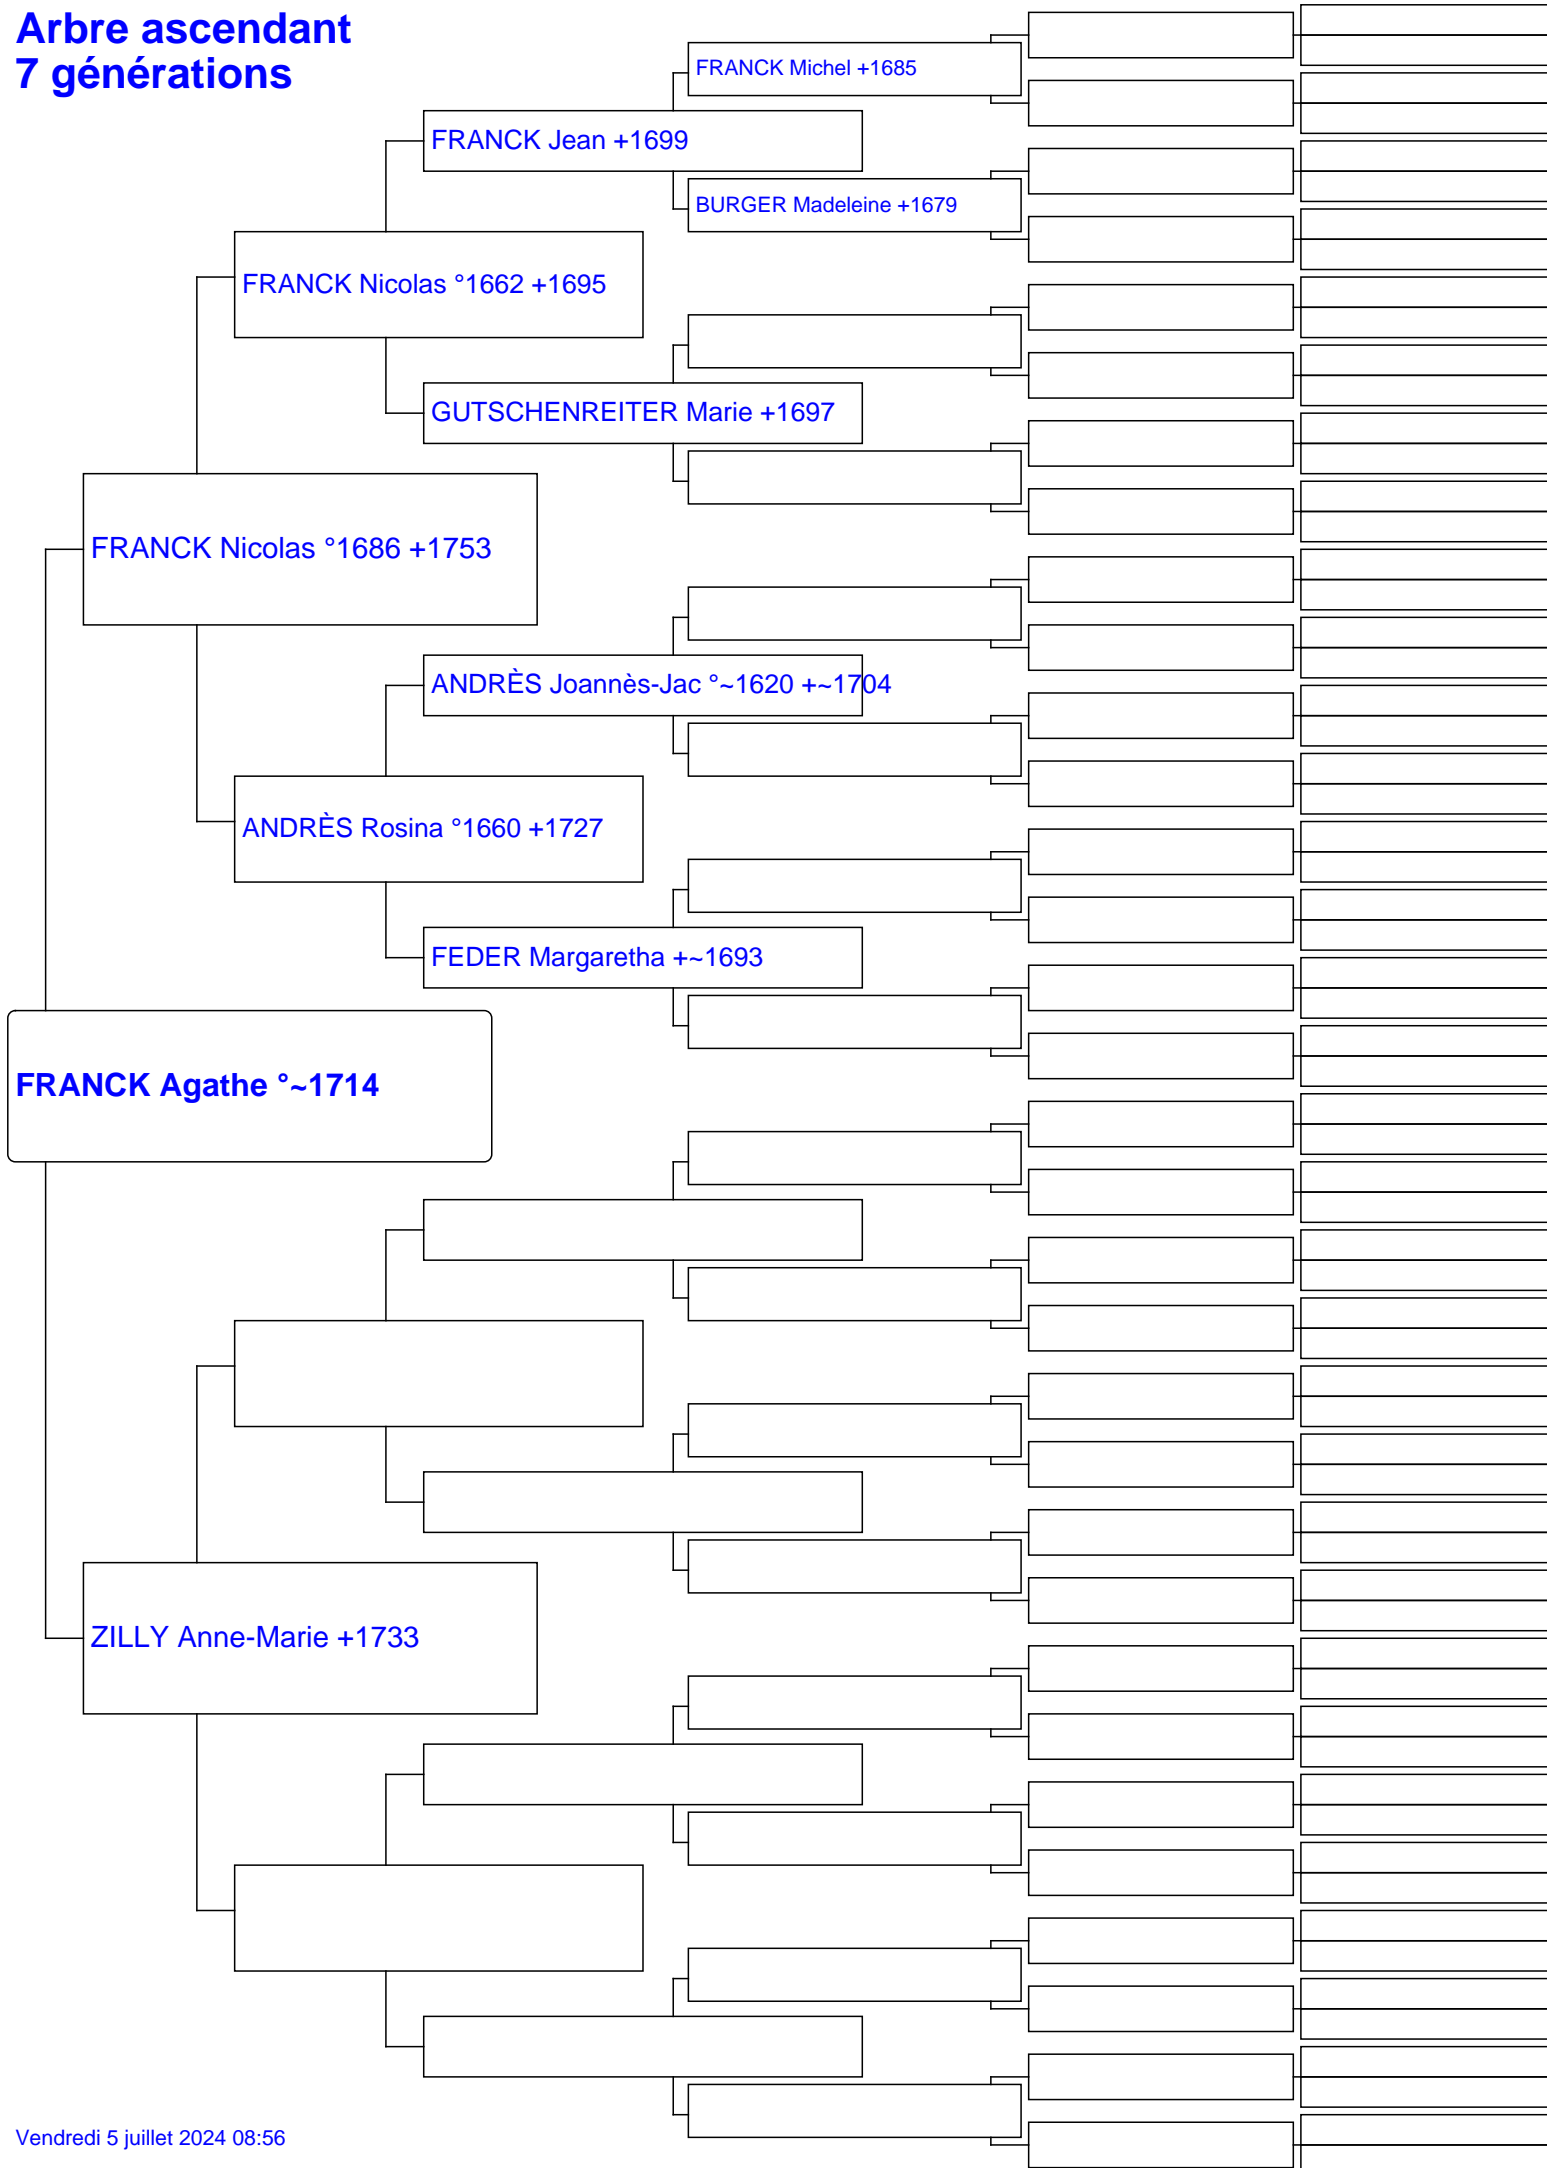 Arbre ascendant
7 générations
FRANCK Michel +1685
FRANCK Jean +1699
BURGER Madeleine +1679
FRANCK Nicolas °1662 +1695
GUTSCHENREITER Marie +1697
FRANCK Nicolas °1686 +1753
ANDRÈS Joannès-Jac °~1620 +~1704
ANDRÈS Rosina °1660 +1727
FEDER Margaretha +~1693
FRANCK Agathe °~1714
ZILLY Anne-Marie +1733
Vendredi 5 juillet 2024 08:56